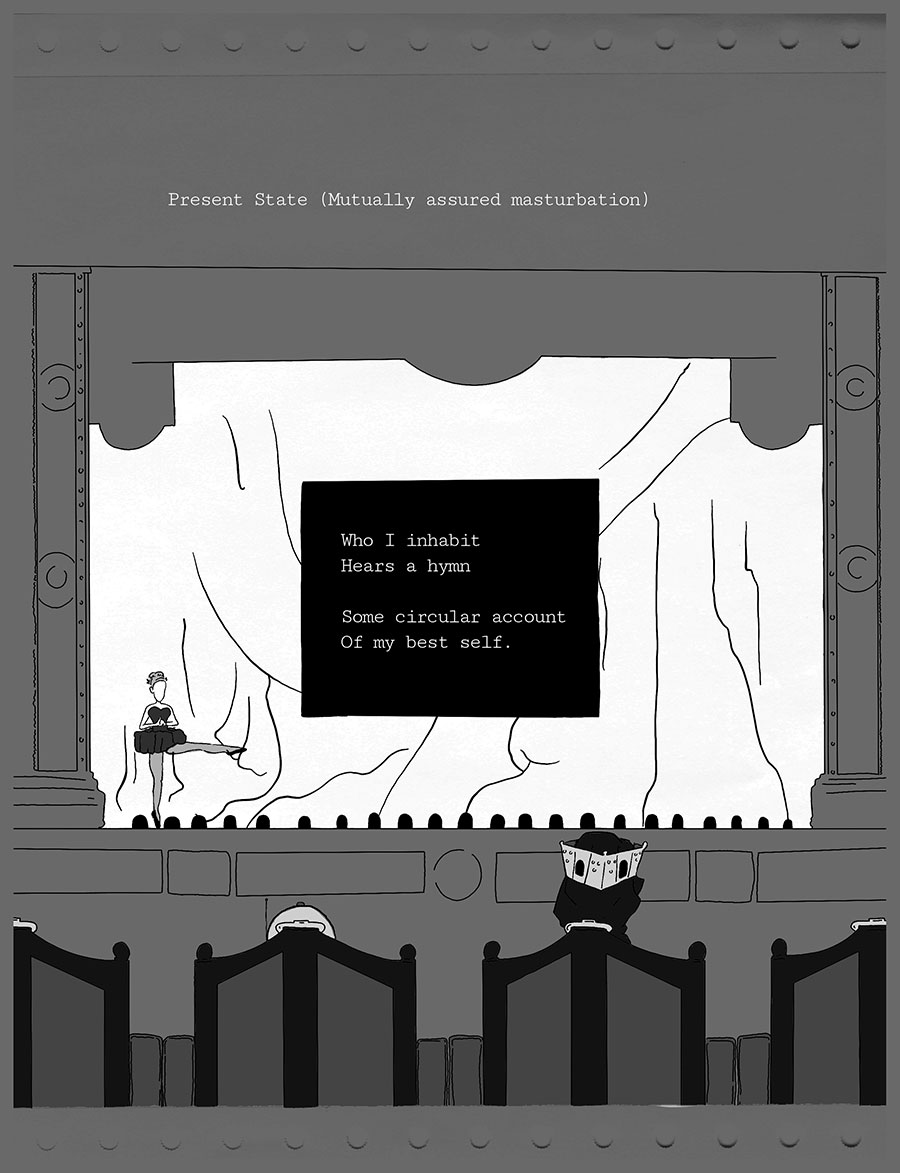 Present State (Mutually assured masturbation)
Who I inhabit
Hears a hymn
Some circular account
Of my best self.